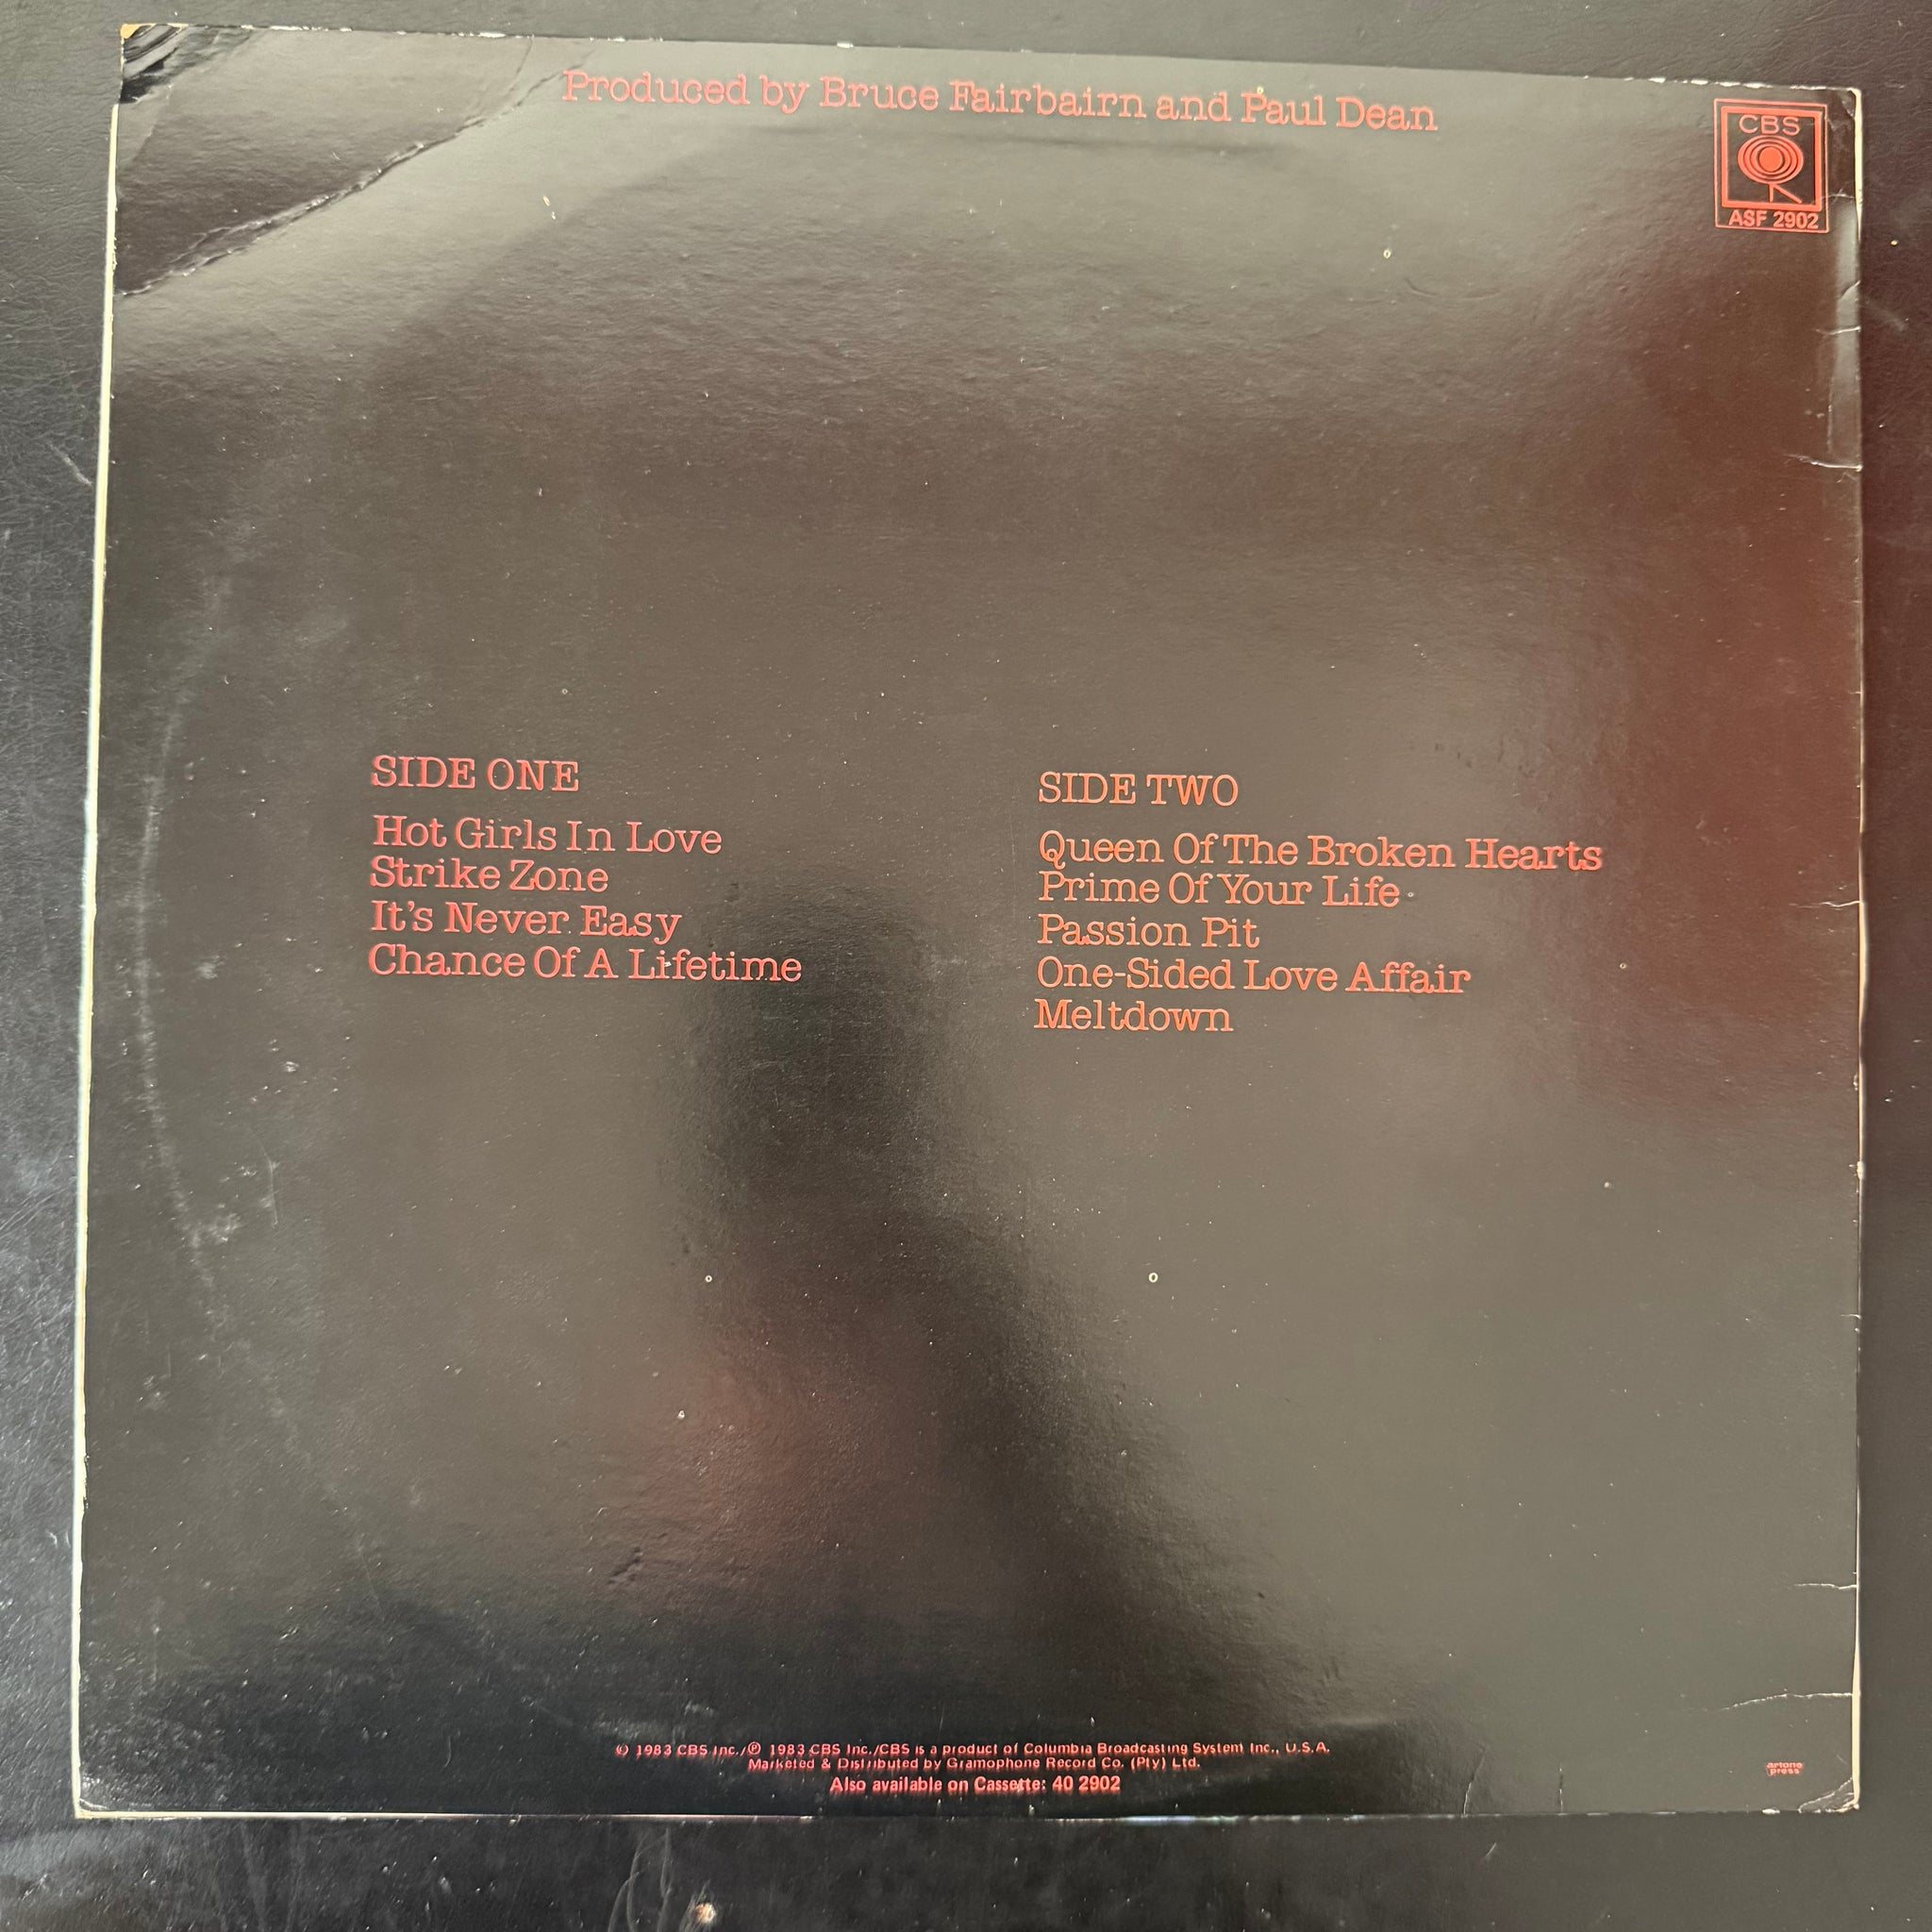 Produced by Bruce Fairbairn and Paul Dean
CBS
ASF 2902
SIDE ONE
Hot Girls In Love
Strike Zone
It's Never Easy
Chance Of A Lifetime
SIDE TWO
Queen Of The Broken Hearts
Prime Of Your Life
Passion Pit
One-Sided Love Affair
Meltdown
© 1983 CBS Inc./℗ 1983 CBS Inc./CBS is a product of Columbia Broadcasting System Inc., U.S.A.
Marketed & Distributed by Gramophone Record Co. (Pty) Ltd.
Also available on Cassette: 40 2902
artone
press